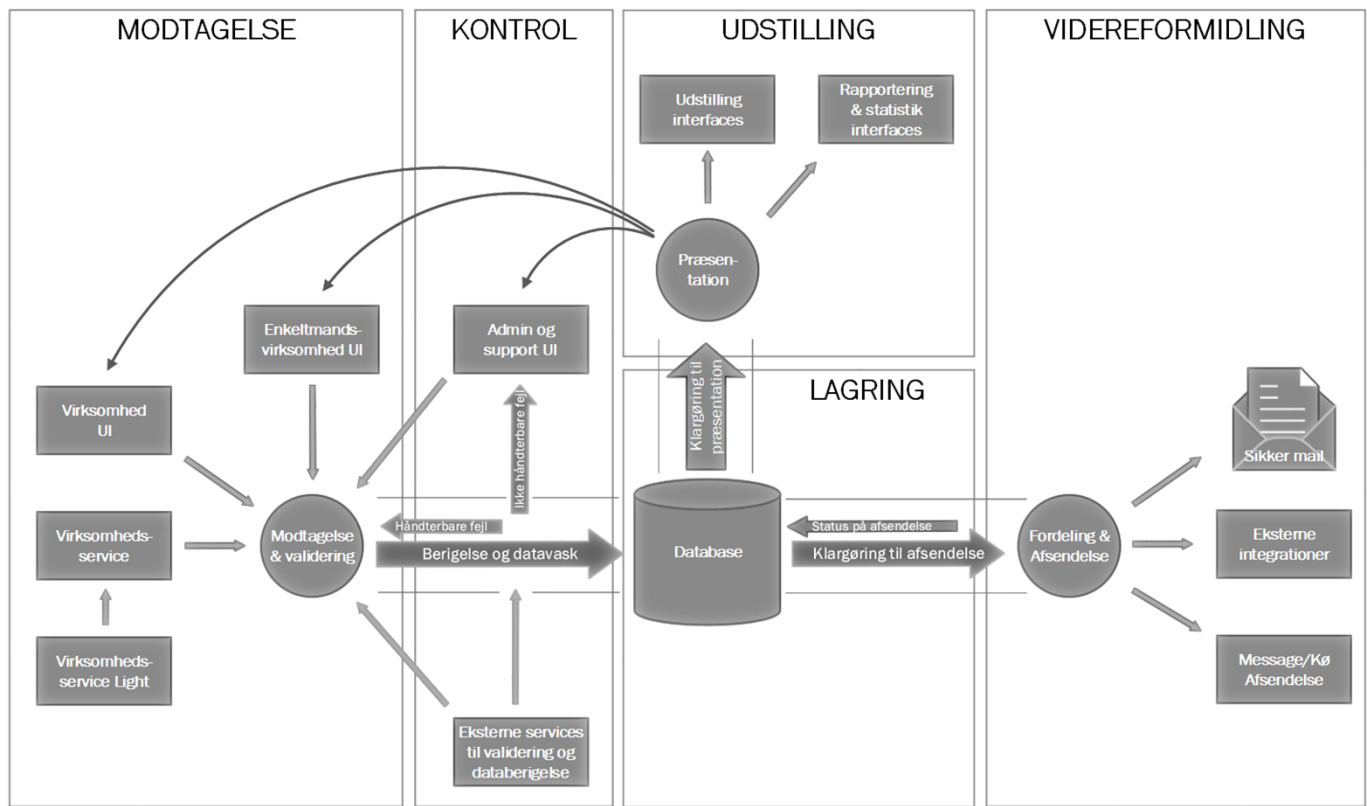 MODTAGELSE
KONTROL
UDSTILLING
VIDEREFORMIDLING
Udstilling
interfaces
Rapportering
& statistik
interfaces
Præsen-
tation
Enkeltmands-
virksomhed UI
Admin og
support UI
Virksomhed
UI
Klargøring til
præsentation
LAGRING
Ikke håndterbare fejl
Sikker mail
Virksomheds-
service
Modtagelse
& validering
Håndterbare fejl
Berigelse og datavask
Database
Status på afsendelse
Klargøring til afsendelse
Fordeling &
Afsendelse
Eksterne
integrationer
Virksomheds-
service Light
Message/Kø
Afsendelse
Eksterne services
til validering og
databerigelse